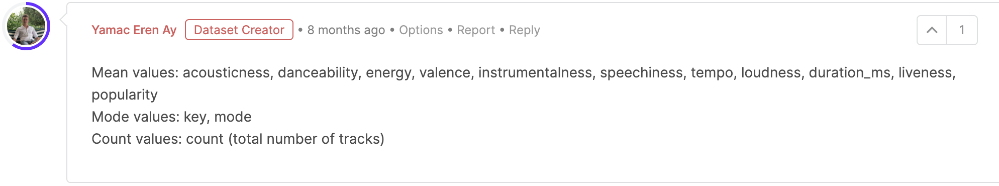 Yamac Eren Ay Dataset Creator • 8 months ago • Options • Report • Reply 1
Mean values: acousticness, danceability, energy, valence, instrumentalness, speechiness, tempo, loudness, duration_ms, liveness,
popularity
Mode values: key, mode
Count values: count (total number of tracks)